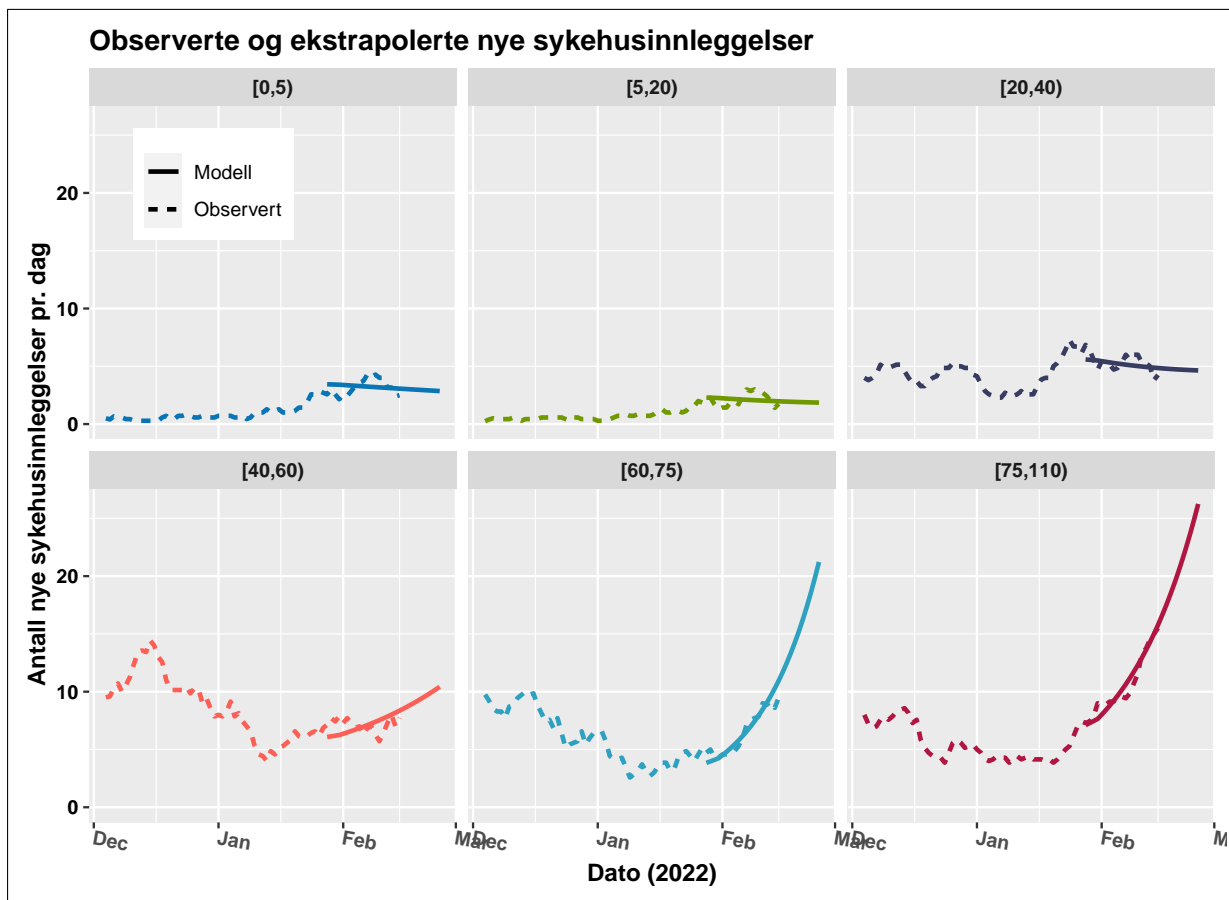 Observerte og ekstrapolerte nye sykehusinnleggelser
[0,5)
[5,20)
[20,40)
Modell
Observert
20
10
0
[40,60)
[60,75)
[75,110)
20
10
0
Antall nye sykehusinnleggelser pr. dag
Dec
Jan
Feb
Mar
Dec
Jan
Feb
Mar
Dec
Jan
Feb
M
Dato (2022)